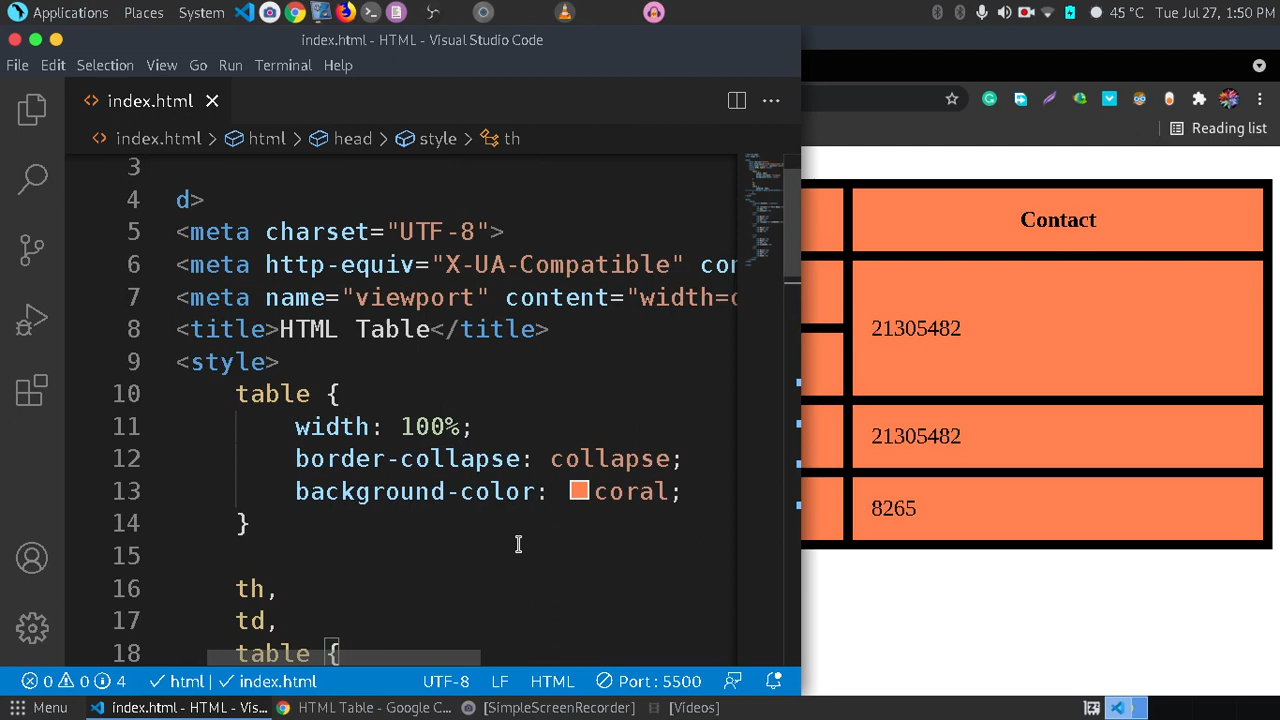 Applications Places System 45 °C Tue Jul 27, 1:50 PM
index.html - HTML - Visual Studio Code
File Edit Selection View Go Run Terminal Help
index.html
Reading list
index.html > html > head > style > th
3
4 d>
5 <meta charset="UTF-8">
6 <meta http-equiv="X-UA-Compatible" con
7 <meta name="viewport" content="width=d
8 <title>HTML Table</title>
9 <style>
10 table {
11 width: 100%;
12 border-collapse: collapse;
13 background-color: coral;
14 }
15
16 th,
17 td,
18 table {
Contact
21305482
21305482
8265
0 0 4 html index.html UTF-8 LF HTML Port : 5500
Menu index.html - HTML - Vis... HTML Table - Google C... [SimpleScreenRecorder] [Videos]